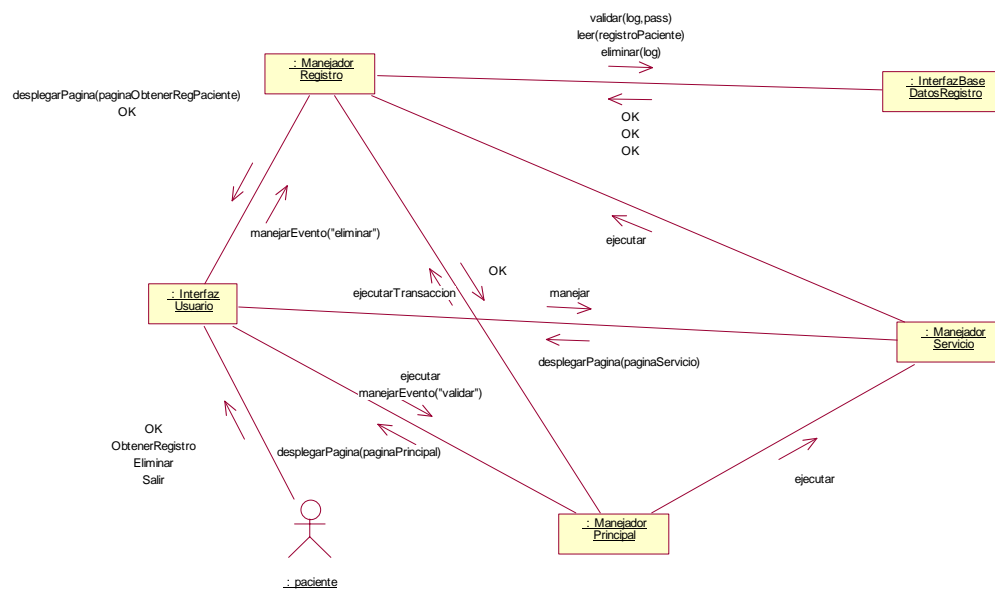 validar(log,pass)
leer(registroPaciente)
eliminar(log)
: Manejador
Registro
: InterfazBase
DatosRegistro
desplegarPagina(paginaObtenerRegPaciente)
OK
OK
OK
OK
manejarEvento("eliminar")
ejecutar
OK
ejecutarTransaccion
manejar
: Interfaz
Usuario
: Manejador
Servicio
desplegarPagina(paginaServicio)
ejecutar
manejarEvento("validar")
OK
ObtenerRegistro
Eliminar
Salir
desplegarPagina(paginaPrincipal)
ejecutar
: Manejador
Principal
: paciente